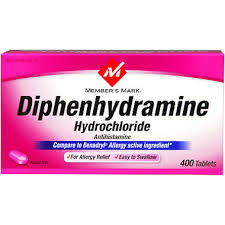 MEMBER'S MARK
Diphenhydramine
Hydrochloride
Antihistamine
Compare to Benadryl® Allergy active ingredient*
✓For Allergy Relief ✓Easy to Swallow
400 Tablets